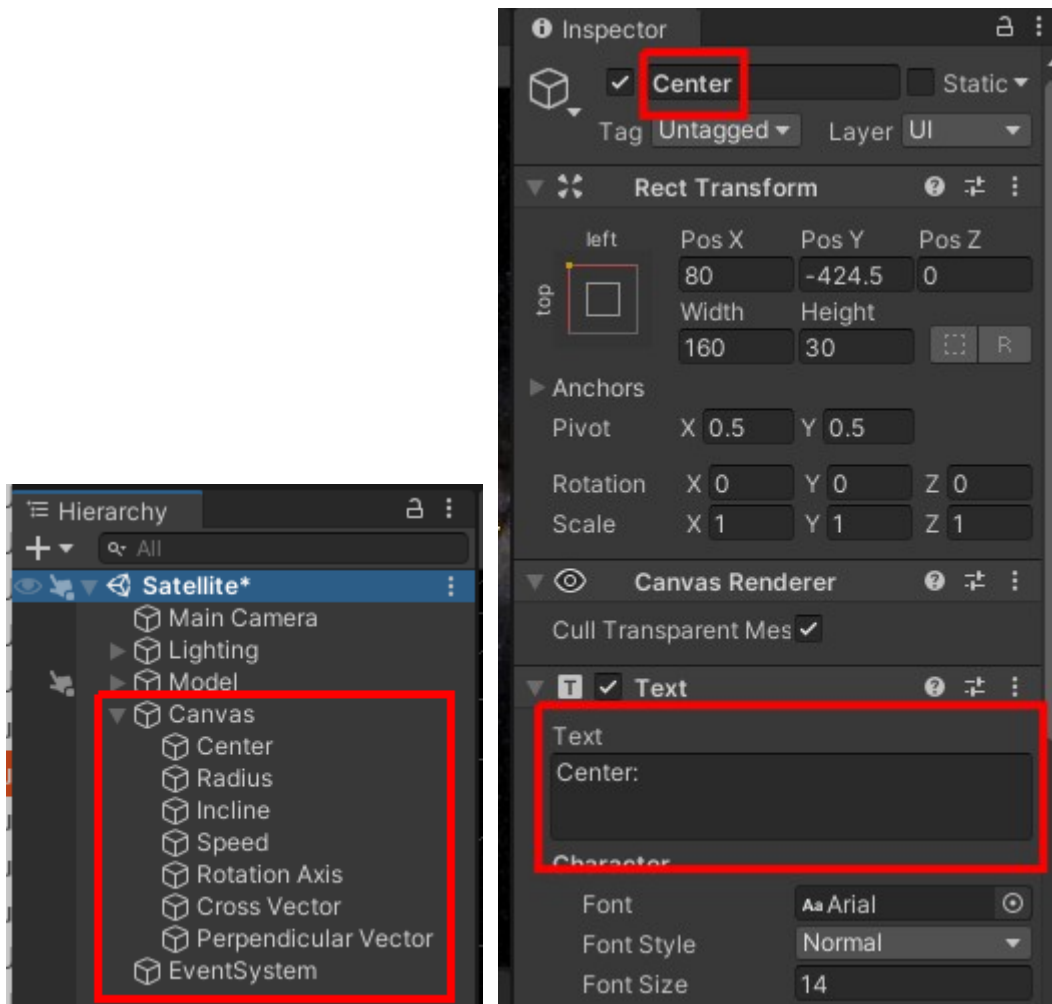 Inspector
Center Static
Tag Untagged Layer UI
Rect Transform
left Pos X Pos Y Pos Z
80 -424.5 0
top
Width Height
160 30 R
Anchors
Pivot X 0.5 Y 0.5
Rotation X 0 Y 0 Z 0
Scale X 1 Y 1 Z 1
Canvas Renderer
Cull Transparent Mes
T Text
Text
Center:
Character
Font Aa Arial
Font Style Normal
Font Size 14
Hierarchy
All
Satellite*
Main Camera
Lighting
Model
Canvas
Center
Radius
Incline
Speed
Rotation Axis
Cross Vector
Perpendicular Vector
EventSystem